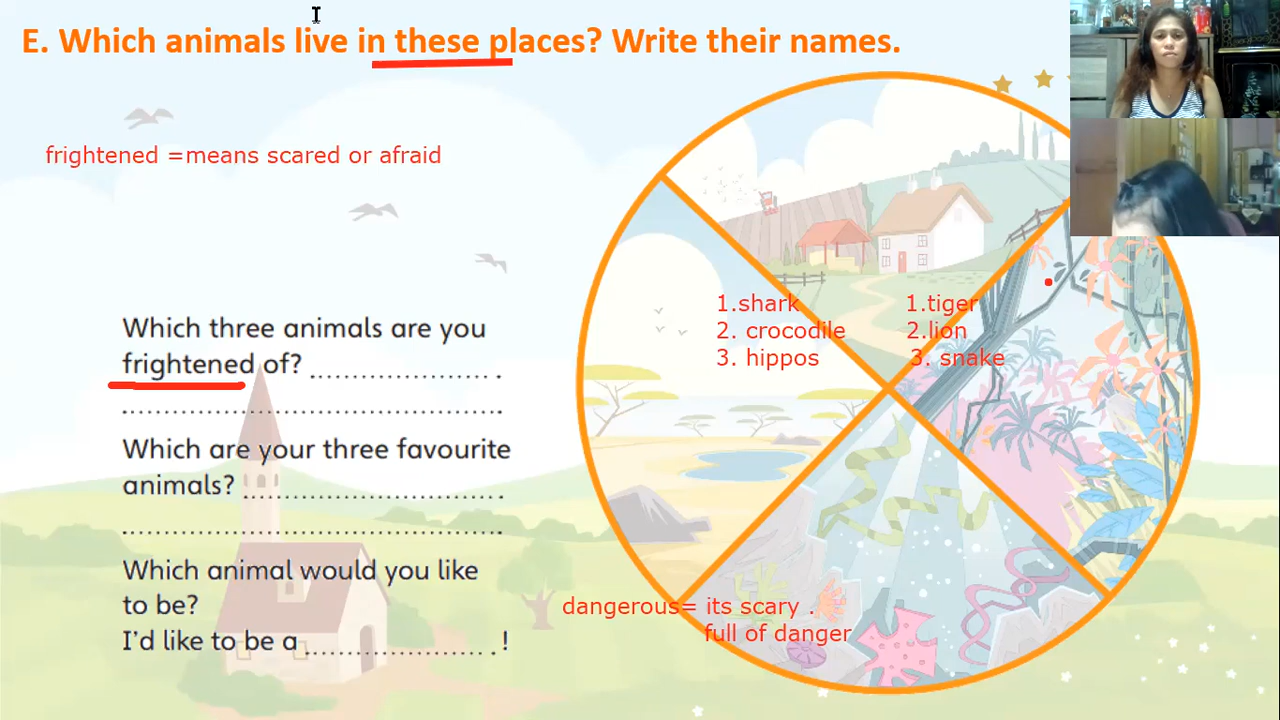 E. Which animals live in these places? Write their names.
frightened =means scared or afraid
Which three animals are you
frightened of? ........................ .
................................................
Which are your three favourite
animals? ................................ .
................................................
Which animal would you like
to be?
I'd like to be a ...................... . !
1.shark
2. crocodile
3. hippos
1.tiger
2.lion
3. snake
dangerous= its scary .
full of danger